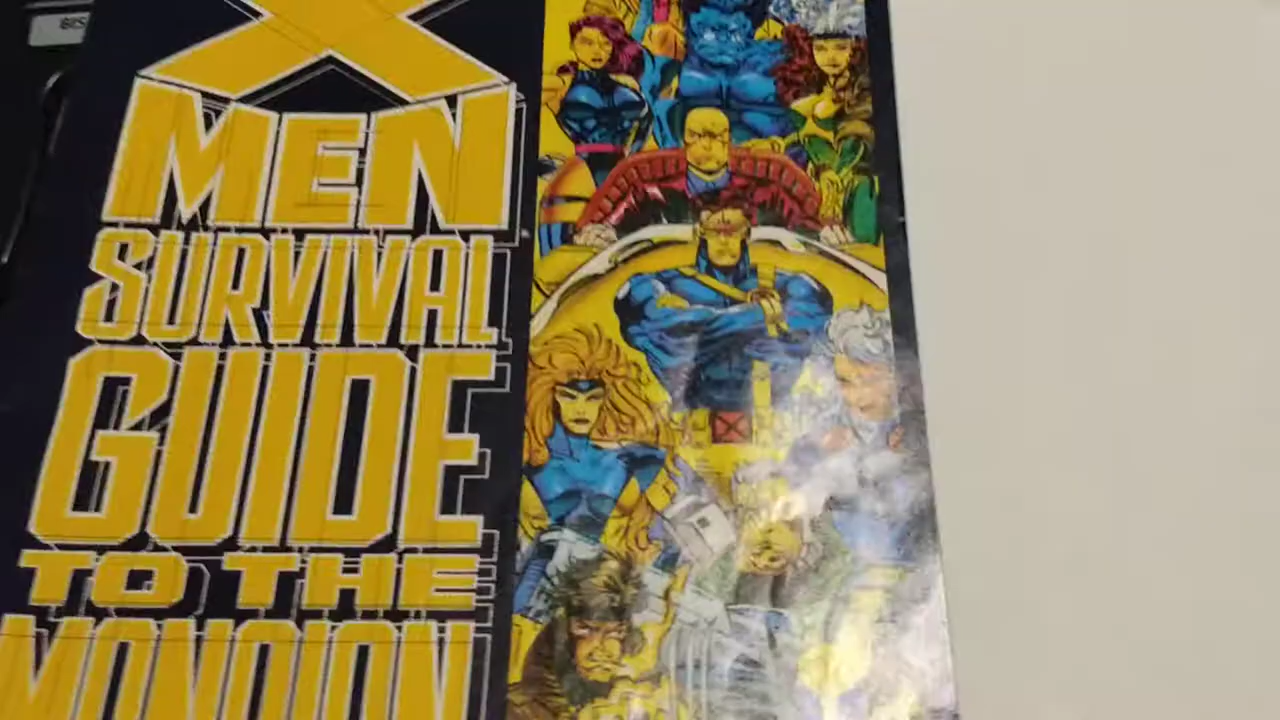 X
MEN
SURVIVAL
GUIDE
TO THE